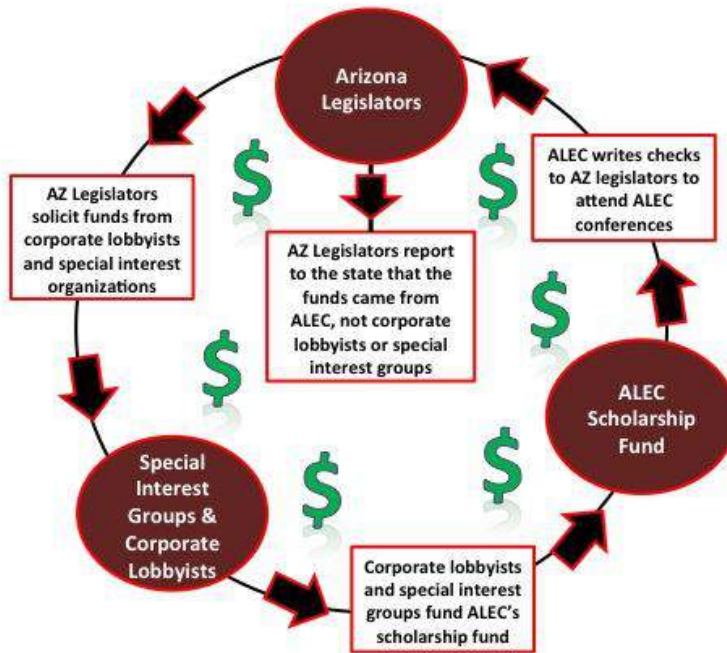 Arizona
Legislators
AZ Legislators
solicit funds from
corporate lobbyists
and special interest
organizations
$
$
ALEC writes checks
to AZ legislators to
attend ALEC
conferences
AZ Legislators report
to the state that the
funds came from
ALEC, not corporate
lobbyists or special
interest groups
$
$
ALEC
Scholarship
Fund
Special
Interest
Groups &
Corporate
Lobbyists
$
$
Corporate lobbyists
and special interest
groups fund ALEC's
scholarship fund